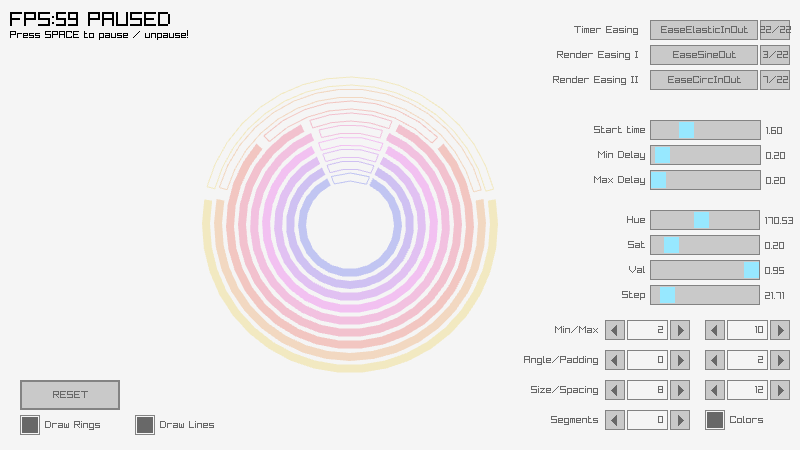 FPS:59 PAUSED
Press SPACE to pause / unpause!
Timer Easing EaseElasticInOut 22/22
Render Easing I EaseSineOut 3/22
Render Easing II EaseCircInOut 7/22
Start time 1.60
Min Delay 0.20
Max Delay 0.20
Hue 170.53
Sat 0.20
Val 0.95
Step 21.71
Min/Max 2 10
Angle/Padding 0 2
Size/Spacing 8 12
Segments 0 Colors
RESET
Draw Rings Draw Lines